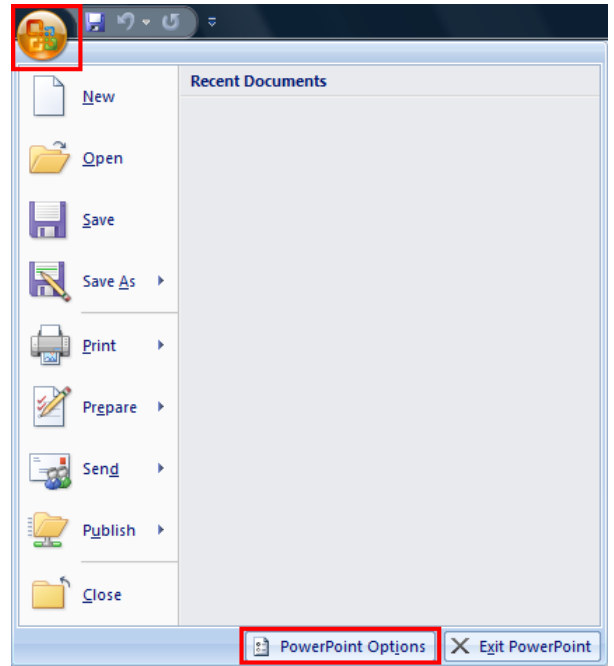 Recent Documents
New
Open
Save
Save As
Print
Prepare
Send
Publish
Close
PowerPoint Options
Exit PowerPoint